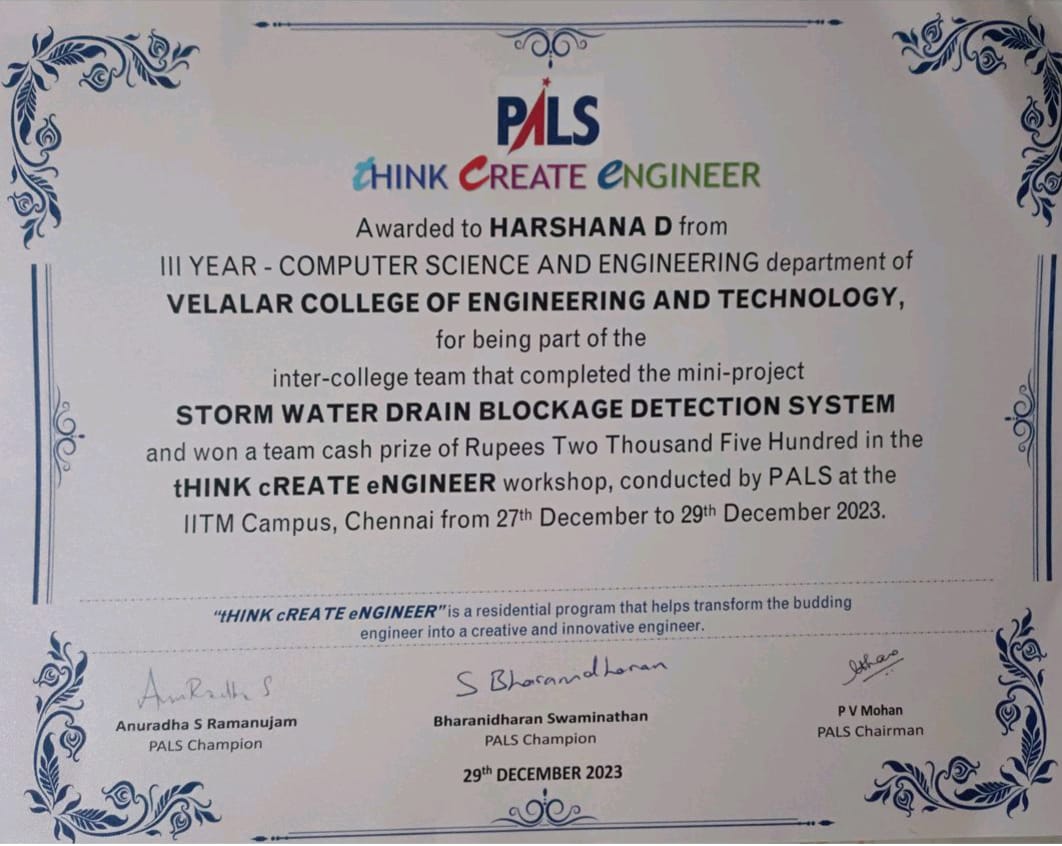 PALS
tHINK CREATE eNGINEER
Awarded to HARSHANA D from
III YEAR - COMPUTER SCIENCE AND ENGINEERING department of
VELALAR COLLEGE OF ENGINEERING AND TECHNOLOGY,
for being part of the
inter-college team that completed the mini-project
STORM WATER DRAIN BLOCKAGE DETECTION SYSTEM
and won a team cash prize of Rupees Two Thousand Five Hundred in the
tHINK cREATE eNGINEER workshop, conducted by PALS at the
IITM Campus, Chennai from 27th December to 29th December 2023.
“tHINK cREATE eNGINEER” is a residential program that helps transform the budding
engineer into a creative and innovative engineer.
AnuRadha S
S Bharanidharan
Anuradha S Ramanujam
PALS Champion
Bharanidharan Swaminathan
PALS Champion
P V Mohan
PALS Chairman
29th DECEMBER 2023